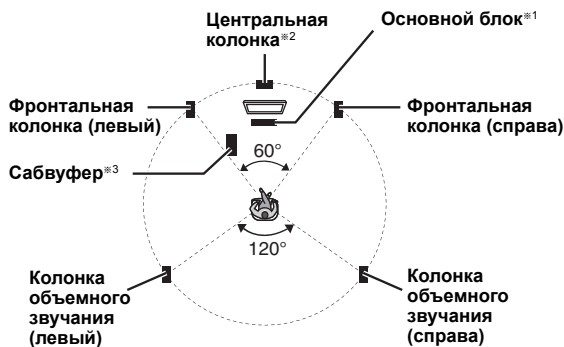 Центральная
колонка※2
Основной блок※1
Фронтальная
колонка (левый)
Фронтальная
колонка (справа)
Сабвуфер※3
60°
120°
Колонка
объемного
звучания
(левый)
Колонка
объемного
звучания
(справа)